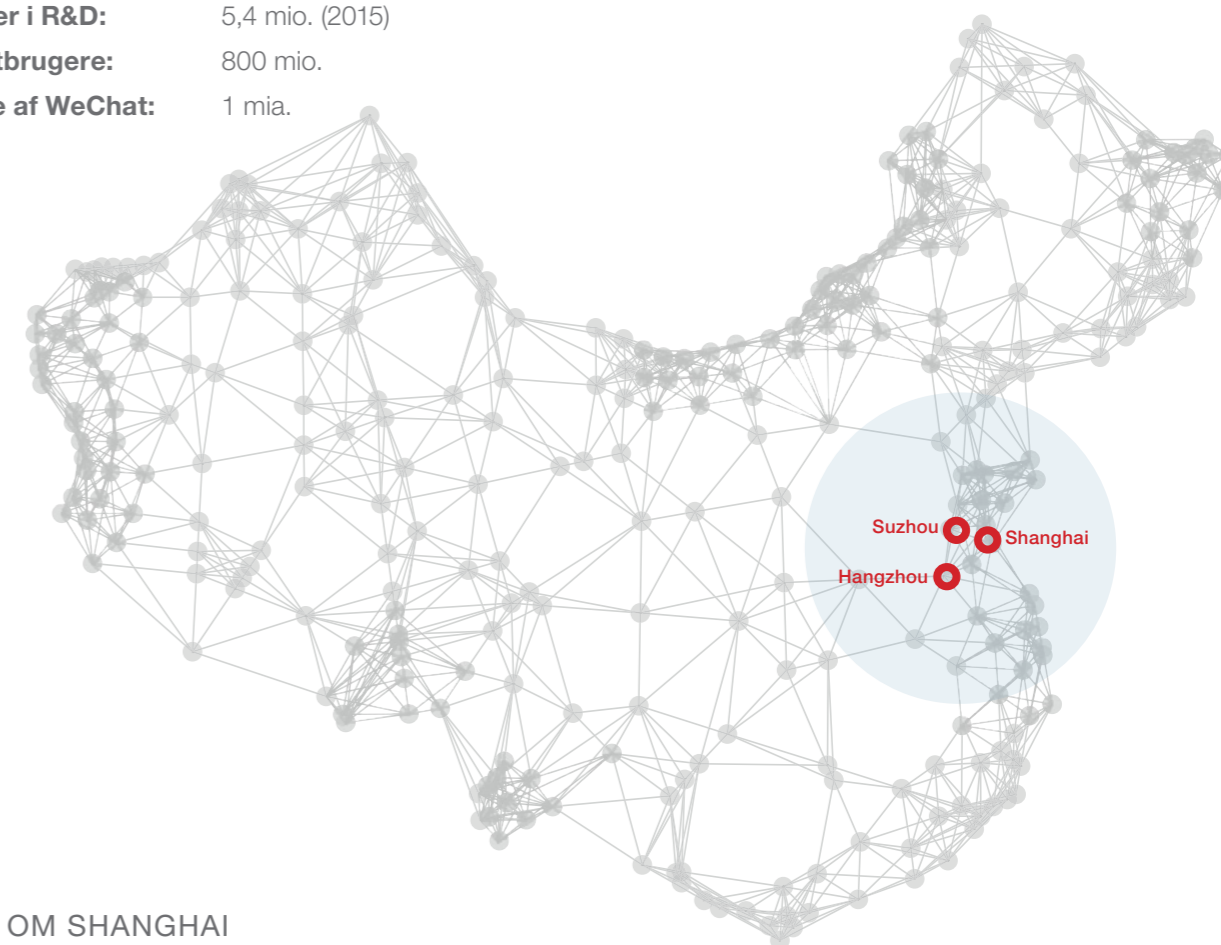 er i R&D: 5,4 mio. (2015)
tbrugere: 800 mio.
e af WeChat: 1 mia.
Suzhou
Shanghai
Hangzhou
OM SHANGHAI